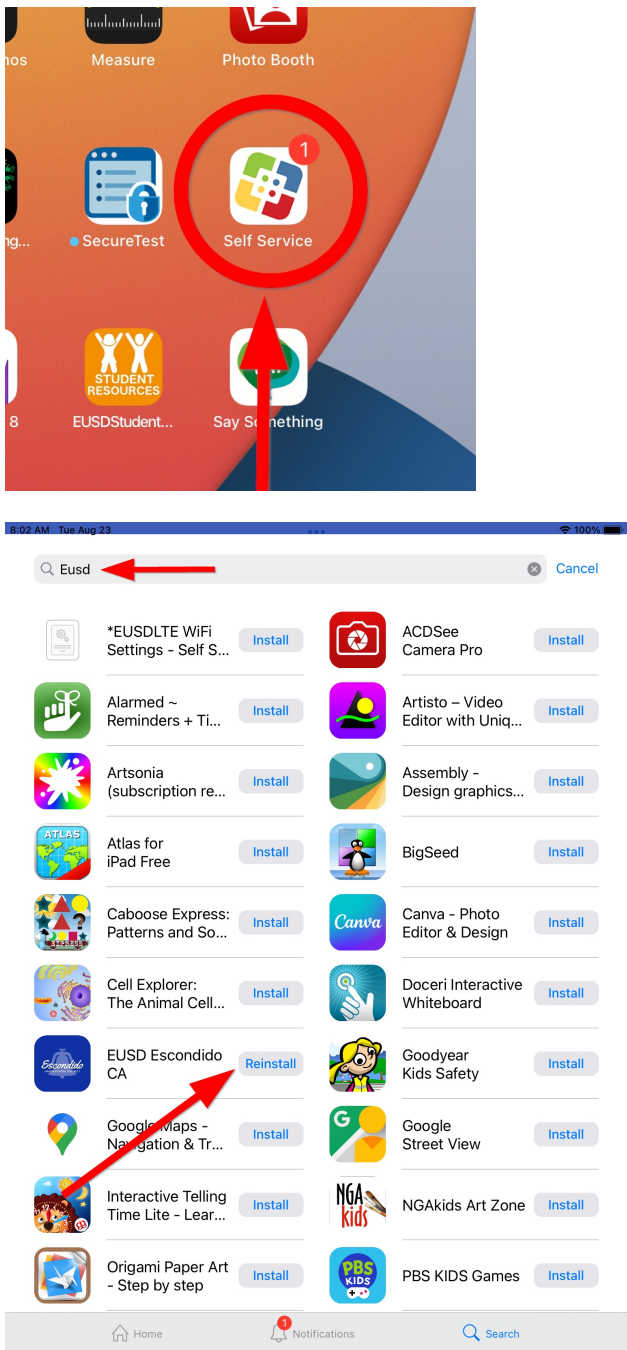 nos
Measure
Photo Booth
1
ng...
SecureTest
Self Service
STUDENT
RESOURCES
8
EUSDStudent...
Say So nething
8:02 AM Tue Aug 23
100%
Eusd
Cancel
*EUSDLTE WiFi
Settings - Self S...
Install
ACDSee
Camera Pro
Install
Alarmed ~
Reminders + Ti...
Install
Artisto – Video
Editor with Uniq...
Install
Artsonia
(subscription re...
Install
Assembly -
Design graphics...
Install
ATLAS
Atlas for
iPad Free
Install
BigSeed
Install
Caboose Express:
Patterns and So...
Install
Canva
Canva - Photo
Editor & Design
Install
Cell Explorer:
The Animal Cell...
Install
Doceri Interactive
Whiteboard
Install
Escondido
EUSD Escondido
CA
Reinstall
Goodyear
Kids Safety
Install
Google Maps -
Navigation & Tr...
Install
G
Google
Street View
Install
Interactive Telling
Time Lite - Lear...
Install
NGA
kids
NGAkids Art Zone
Install
Origami Paper Art
- Step by step
Install
PBS
KIDS
PBS KIDS Games
Install
Home
1
Notifications
Search